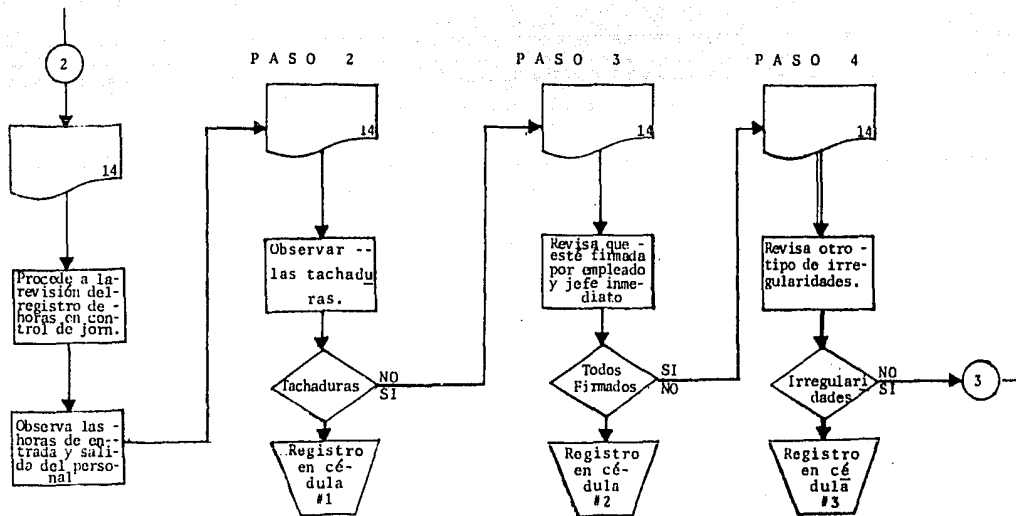 2
14
Procede a la-
revisión del-
registro de -
horas en con-
trol de jorn.
Observa las -
horas de en-
trada y sali-
da del perso-
nal
P A S O 2
14
Observar --
las tachadu
ras.
Tachaduras
NO
SI
Registro
en cé-
dula
#1
P A S O 3
14
Revisa que -
esté firmada
por empleado
y jefe inme-
diato
Todos
Firmados
SI
NO
Registro
en cé-
dula
#2
P A S O 4
14
Revisa otro -
tipo de irre-
gularidades.
Irregulari
dades
NO
SI
3
Registro
en cé
dula
#3